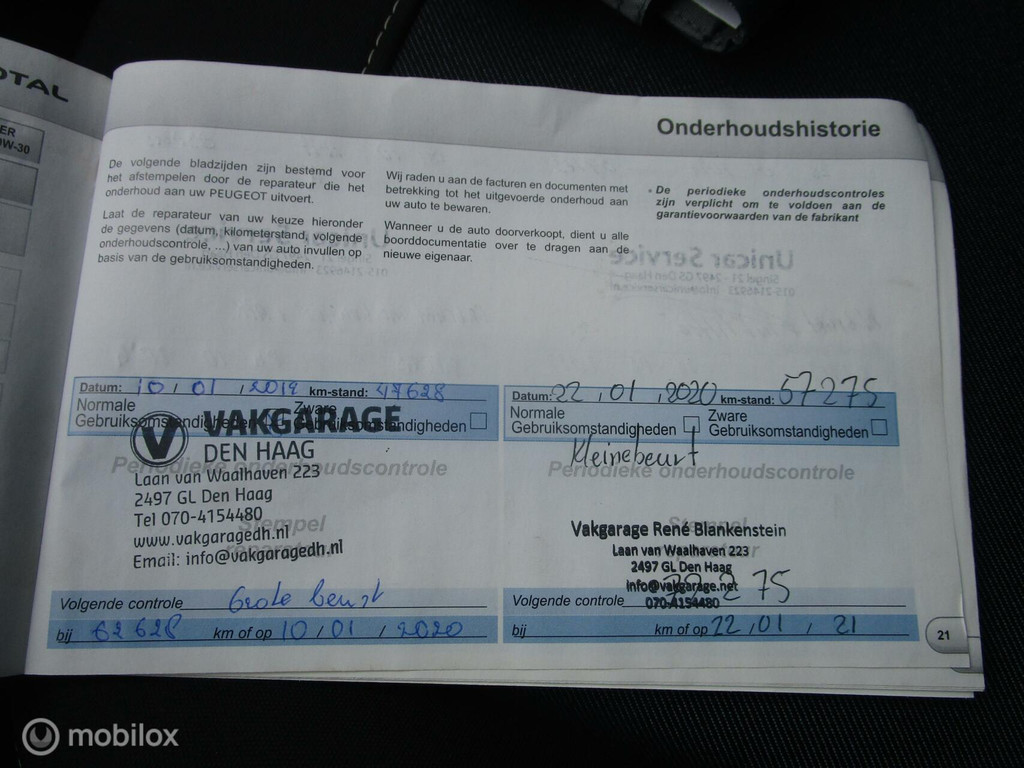 OTAL
ER
W-30
Onderhoudshistorie
De volgende bladzijden zijn bestemd voor
het afstempelen door de reparateur die het
onderhoud aan uw PEUGEOT uitvoert.
Laat de reparateur van uw keuze hieronder
de gegevens (datum, kilometerstand, volgende
onderhoudscontrole, ...) van uw auto invullen op
basis van de gebruiksomstandigheden.
Wij raden u aan de facturen en documenten met
betrekking tot het uitgevoerde onderhoud aan
uw auto te bewaren.
Wanneer u de auto doorverkoopt, dient u alle
boorddocumentatie over te dragen aan de
nieuwe eigenaar.
• De periodieke onderhoudscontroles
zijn verplicht om te voldoen aan de
garantievoorwaarden van de fabrikant
Datum: 10 / 01 / 2019 km-stand: 47628
Normale Gebruiksomstandigheden
Zware Gebruiksomstandigheden
VAKGARAGE
DEN HAAG
Periodieke onderhoudscontrole
Laan van Waalhaven 223
2497 GL Den Haag
Tel 070-4154480
Stempel
www.vakgaragedh.nl
Email: info@vakgaragedh.nl
Volgende controle Grote beurt
bij 62628 km of op 10 / 01 / 2020
Datum: 22 / 01 / 2020 km-stand: 57275
Normale Gebruiksomstandigheden
Zware Gebruiksomstandigheden
Kleinebeurt
Periodieke onderhoudscontrole
Vakgarage René Blankenstein
Laan van Waalhaven 223
2497 GL Den Haag
info@vakgarage.net
070-4154480
Volgende controle
bij km of op 22 / 01 / 21
21
mobilox